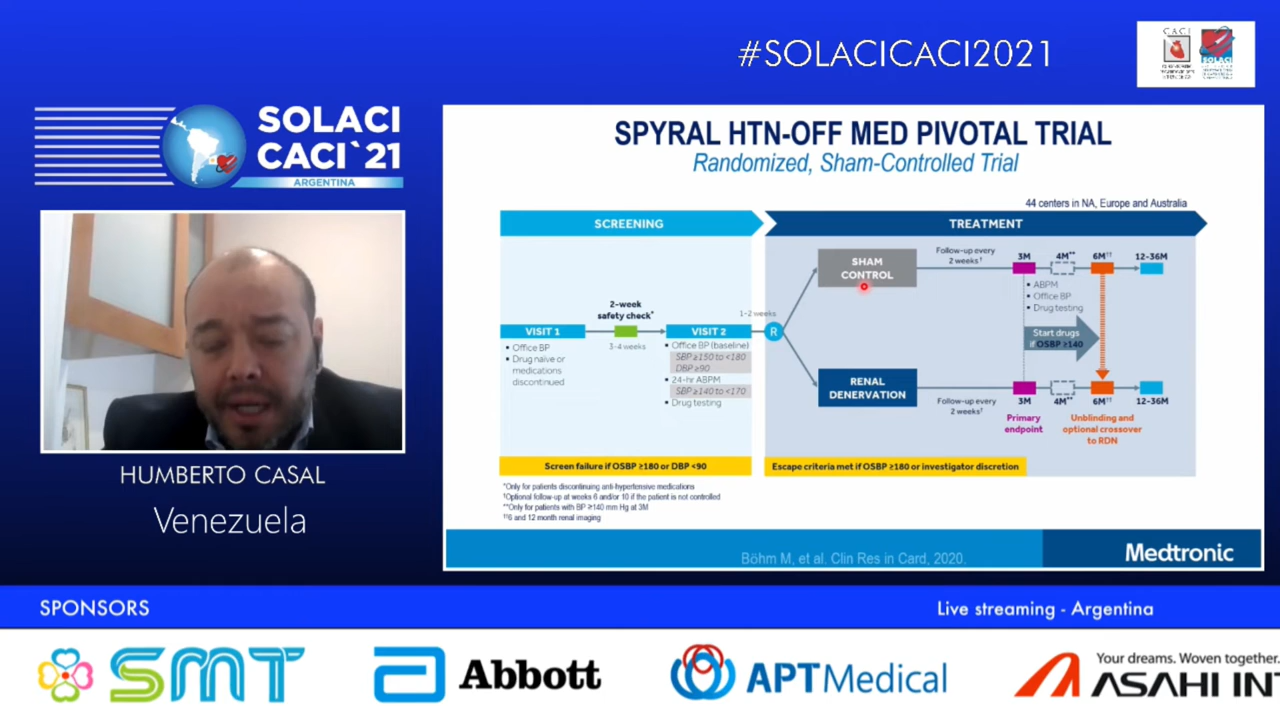 #SOLACICACI2021
CACI
SOLACI
SOLACI
CACI`21
ARGENTINA
HUMBERTO CASAL
Venezuela
SPYRAL HTN-OFF MED PIVOTAL TRIAL
Randomized, Sham-Controlled Trial
44 centers in NA, Europe and Australia
SCREENING
TREATMENT
VISIT 1
• Office BP
• Drug naïve or
medications
discontinued
2-week
safety check*
3-4 weeks
VISIT 2
• Office BP (baseline)
SBP ≥150 to <180
DBP ≥90
• 24-hr ABPM
SBP ≥140 to <170
• Drug testing
1-2 weeks
R
SHAM
CONTROL
Follow-up every
2 weeks†
3M
4M**
6M††
12-36M
• ABPM
• Office BP
• Drug testing
Start drugs
if OSBP ≥140
RENAL
DENERVATION
Follow-up every
2 weeks†
3M
4M**
6M††
12-36M
Primary
endpoint
Unblinding and
optional crossover
to RDN
Screen failure if OSBP ≥180 or DBP <90
Escape criteria met if OSBP ≥180 or investigator discretion
*Only for patients discontinuing anti-hypertensive medications
†Optional follow-up at weeks 6 and/or 10 if the patient is not controlled
**Only for patients with BP ≥140 mm Hg at 3M
††6 and 12 month renal imaging
Böhm M, et al. Clin Res in Card, 2020.
Medtronic
SPONSORS
Live streaming - Argentina
SMT
Abbott
APT Medical
Your dreams. Woven together.
ASAHI INT